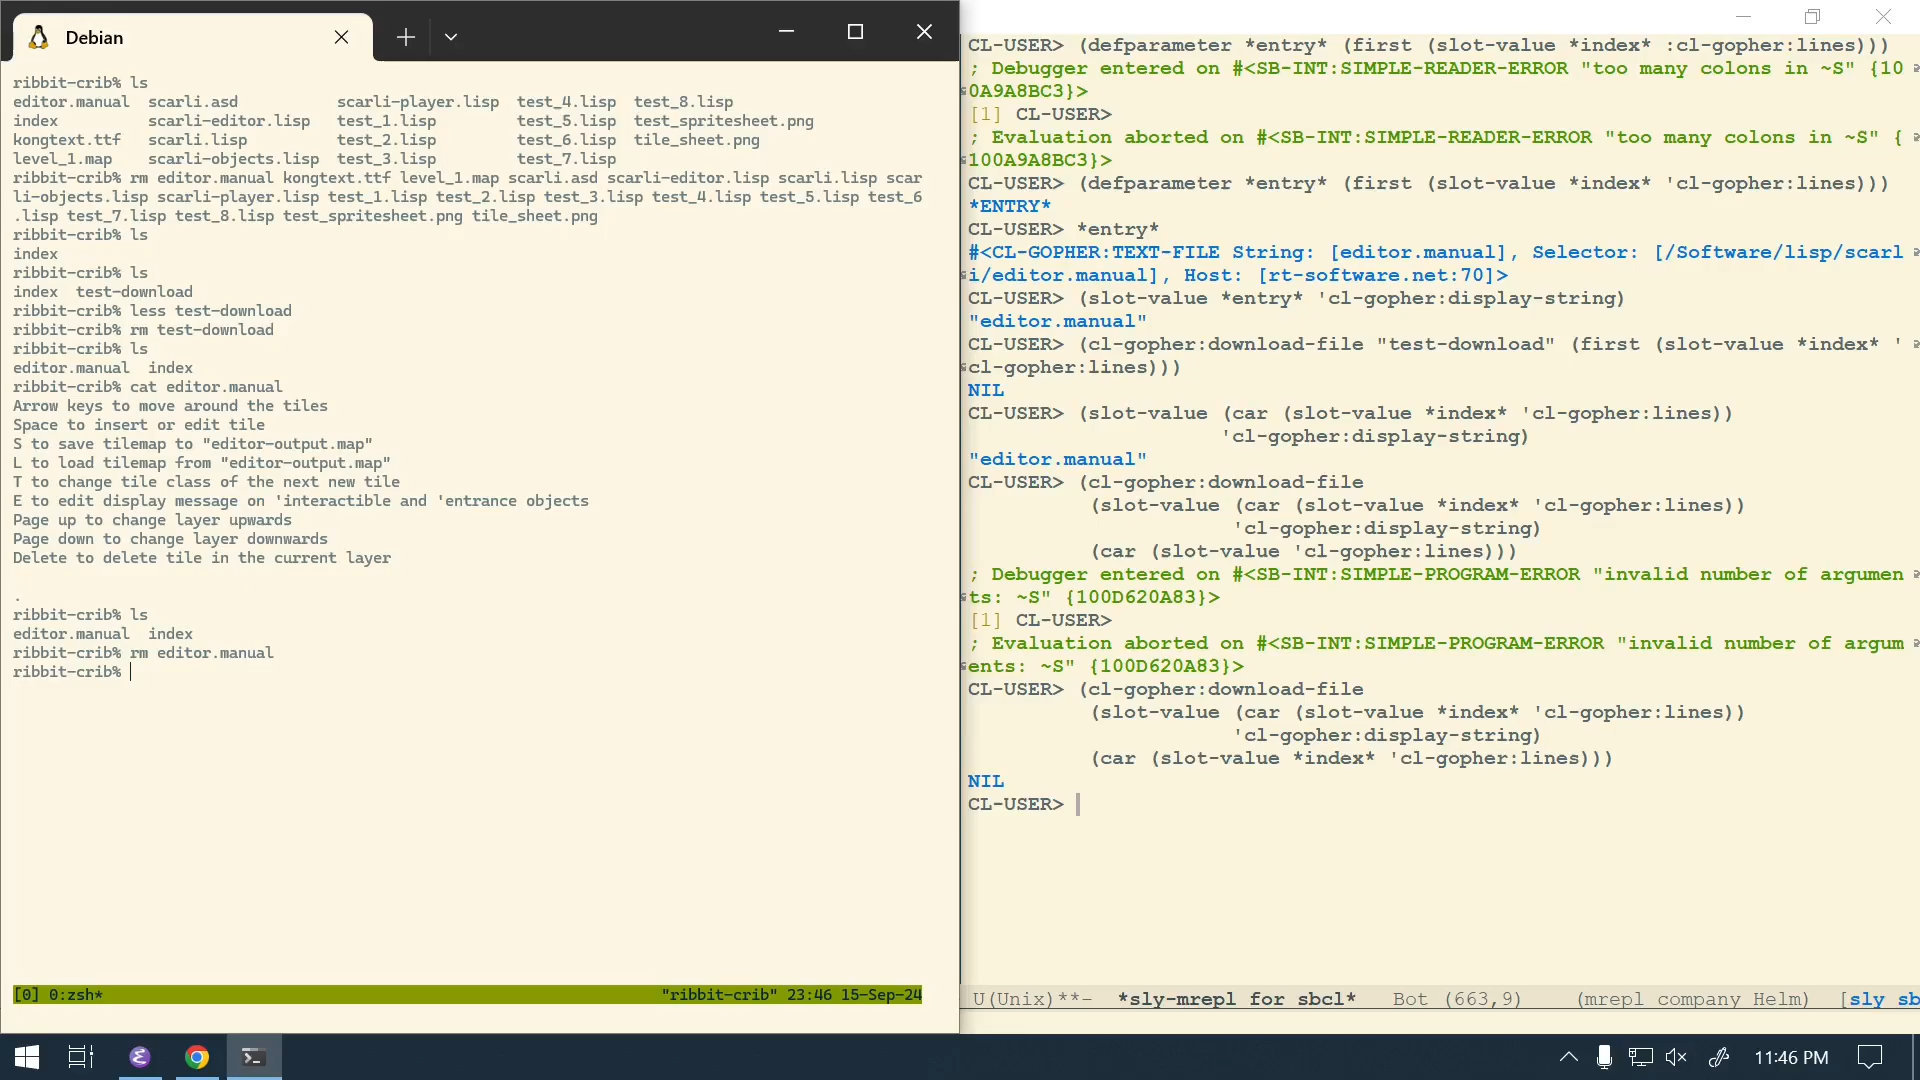 Debian
ribbit-crib% ls
editor.manual  scarli.asd           scarli-player.lisp  test_4.lisp  test_8.lisp
index          scarli-editor.lisp   test_1.lisp         test_5.lisp  test_spritesheet.png
kongtext.ttf   scarli.lisp          test_2.lisp         test_6.lisp  tile_sheet.png
level_1.map    scarli-objects.lisp  test_3.lisp         test_7.lisp
ribbit-crib% rm editor.manual kongtext.ttf level_1.map scarli.asd scarli-editor.lisp scarli.lisp scar
li-objects.lisp scarli-player.lisp test_1.lisp test_2.lisp test_3.lisp test_4.lisp test_5.lisp test_6
.lisp test_7.lisp test_8.lisp test_spritesheet.png tile_sheet.png
ribbit-crib% ls
index
ribbit-crib% ls
index  test-download
ribbit-crib% less test-download
ribbit-crib% rm test-download
ribbit-crib% ls
editor.manual  index
ribbit-crib% cat editor.manual
Arrow keys to move around the tiles
Space to insert or edit tile
S to save tilemap to "editor-output.map"
L to load tilemap from "editor-output.map"
T to change tile class of the next new tile
E to edit display message on 'interactible and 'entrance objects
Page up to change layer upwards
Page down to change layer downwards
Delete to delete tile in the current layer
.
ribbit-crib% ls
editor.manual  index
ribbit-crib% rm editor.manual
ribbit-crib%
[0] 0:zsh*
"ribbit-crib" 23:46 15-Sep-24
CL-USER> (defparameter *entry* (first (slot-value *index* :cl-gopher:lines)))
; Debugger entered on #<SB-INT:SIMPLE-READER-ERROR "too many colons in ~S" {10
0A9A8BC3}>
[1] CL-USER>
; Evaluation aborted on #<SB-INT:SIMPLE-READER-ERROR "too many colons in ~S" {
100A9A8BC3}>
CL-USER> (defparameter *entry* (first (slot-value *index* 'cl-gopher:lines)))
*ENTRY*
CL-USER> *entry*
#<CL-GOPHER:TEXT-FILE String: [editor.manual], Selector: [/Software/lisp/scarl
i/editor.manual], Host: [rt-software.net:70]>
CL-USER> (slot-value *entry* 'cl-gopher:display-string)
"editor.manual"
CL-USER> (cl-gopher:download-file "test-download" (first (slot-value *index* '
cl-gopher:lines)))
NIL
CL-USER> (slot-value (car (slot-value *index* 'cl-gopher:lines))
'cl-gopher:display-string)
"editor.manual"
CL-USER> (cl-gopher:download-file
(slot-value (car (slot-value *index* 'cl-gopher:lines))
'cl-gopher:display-string)
(car (slot-value 'cl-gopher:lines)))
; Debugger entered on #<SB-INT:SIMPLE-PROGRAM-ERROR "invalid number of argumen
ts: ~S" {100D620A83}>
[1] CL-USER>
; Evaluation aborted on #<SB-INT:SIMPLE-PROGRAM-ERROR "invalid number of argum
ents: ~S" {100D620A83}>
CL-USER> (cl-gopher:download-file
(slot-value (car (slot-value *index* 'cl-gopher:lines))
'cl-gopher:display-string)
(car (slot-value *index* 'cl-gopher:lines)))
NIL
CL-USER>
U(Unix)**-  *sly-mrepl for sbcl*   Bot (663,9)    (mrepl company Helm)  [sly sb
11:46 PM